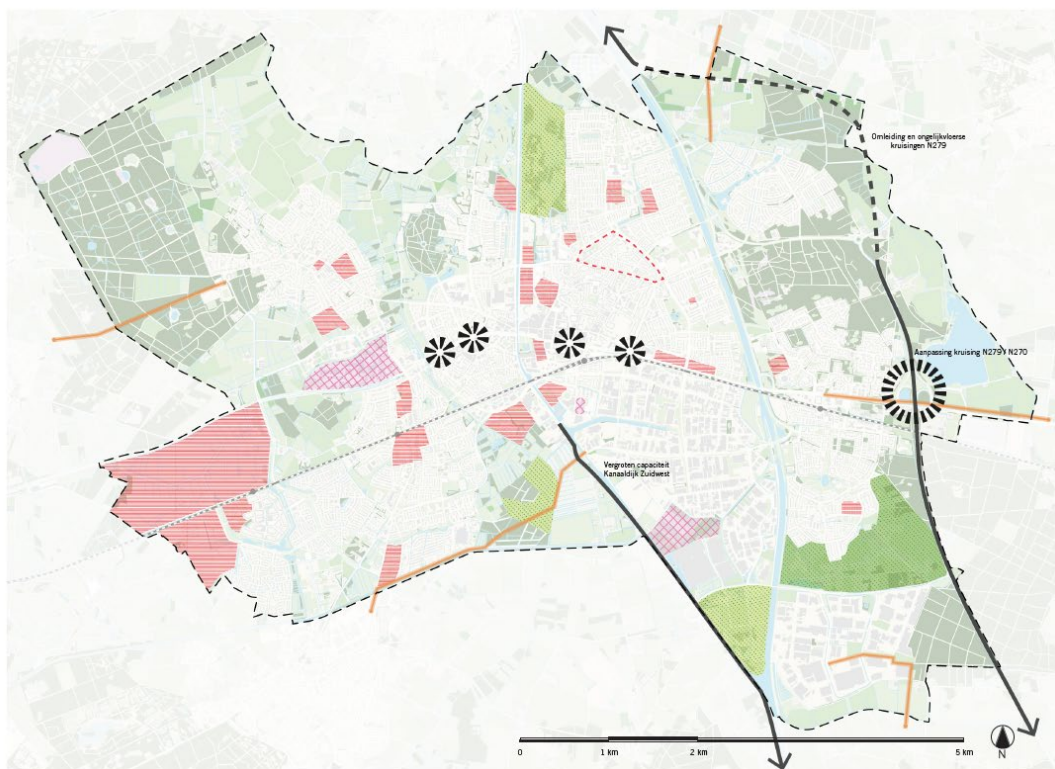 Omleiding en ongelijkvloerse
kruisingen N279
Aanpassing kruising N279 / N270
Vergroten capaciteit
Kanaaldijk Zuidwest
0
1 km
2 km
5 km
N